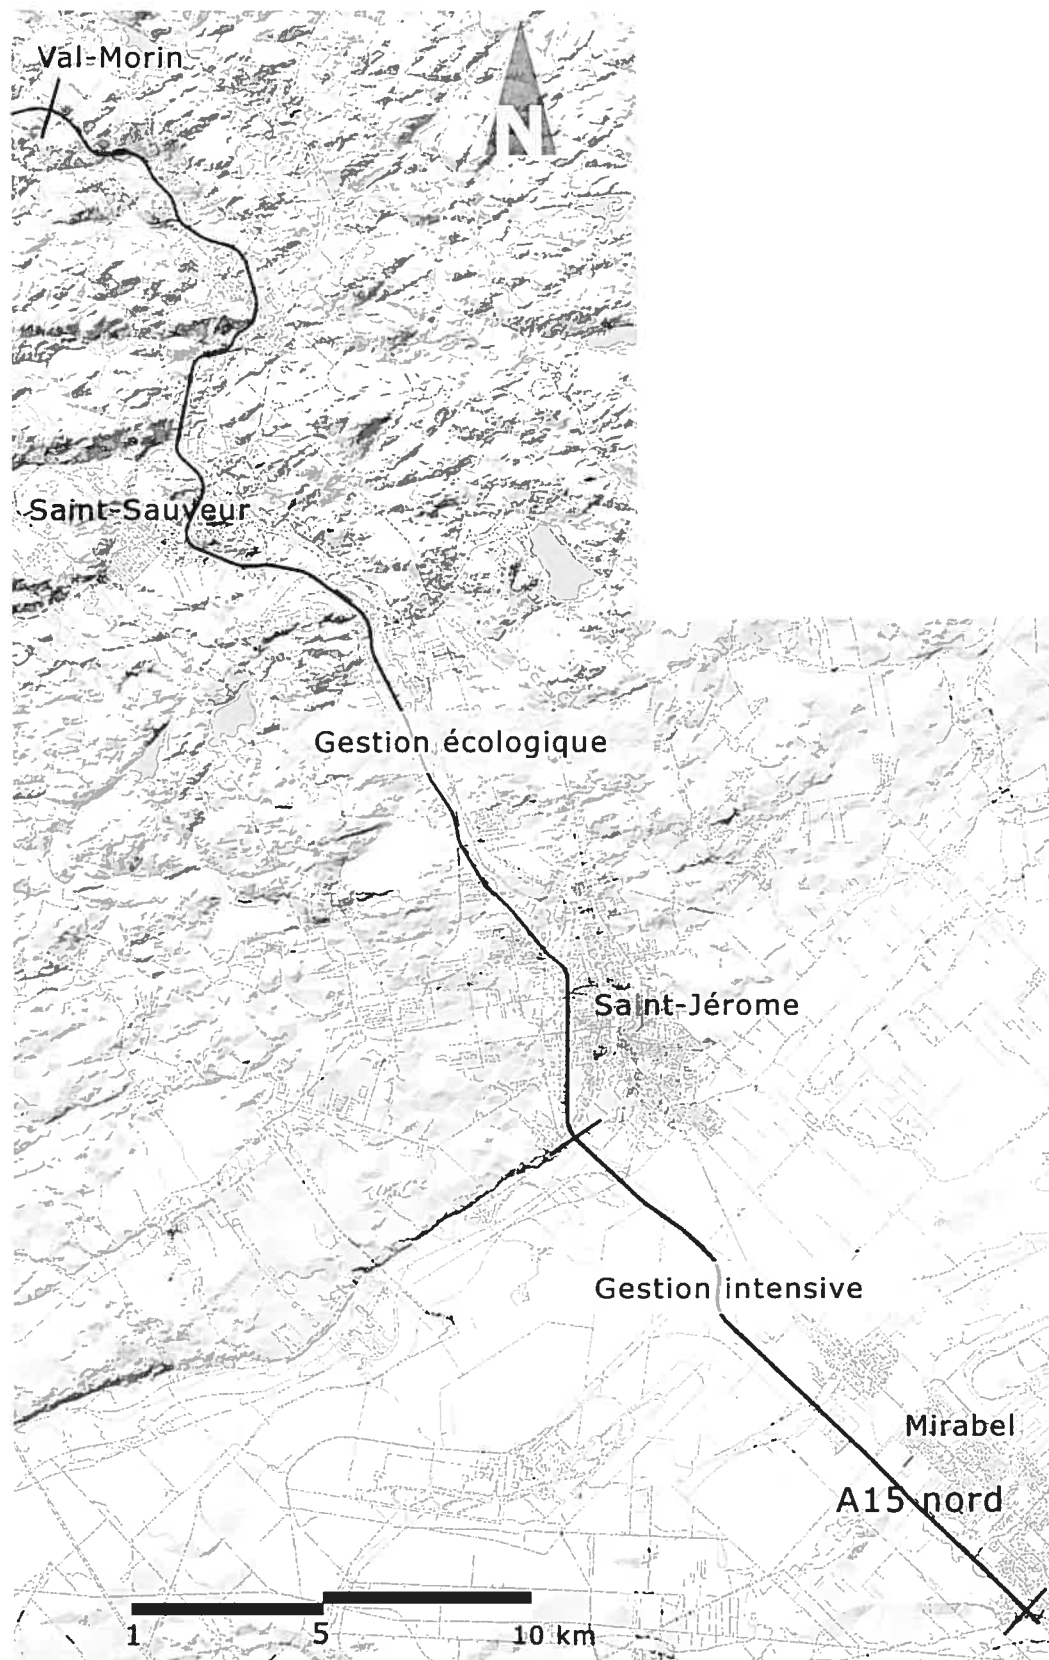 Val-Morin
N
Saint-Sauveur
Gestion écologique
Saint-Jérome
Gestion intensive
Mirabel
A15 nord
1 5 10 km